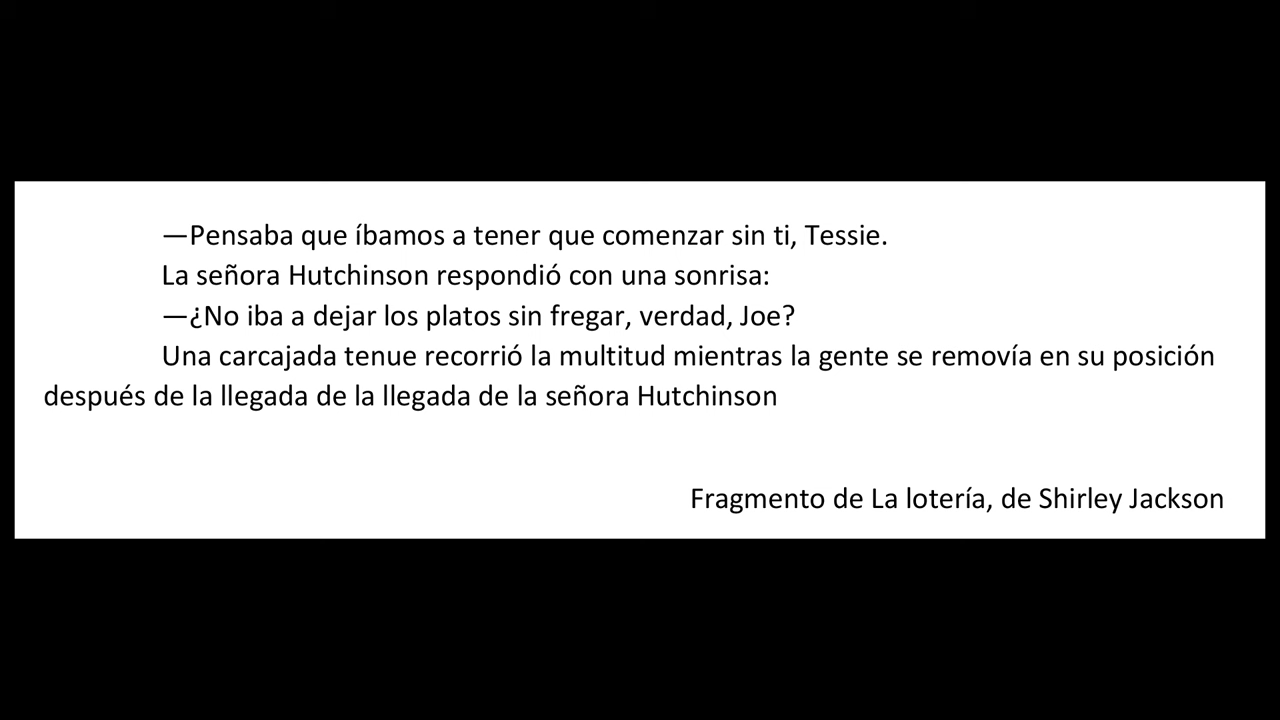 —Pensaba que íbamos a tener que comenzar sin ti, Tessie.
La señora Hutchinson respondió con una sonrisa:
—¿No iba a dejar los platos sin fregar, verdad, Joe?
Una carcajada tenue recorrió la multitud mientras la gente se removía en su posición
después de la llegada de la llegada de la señora Hutchinson
Fragmento de La lotería, de Shirley Jackson